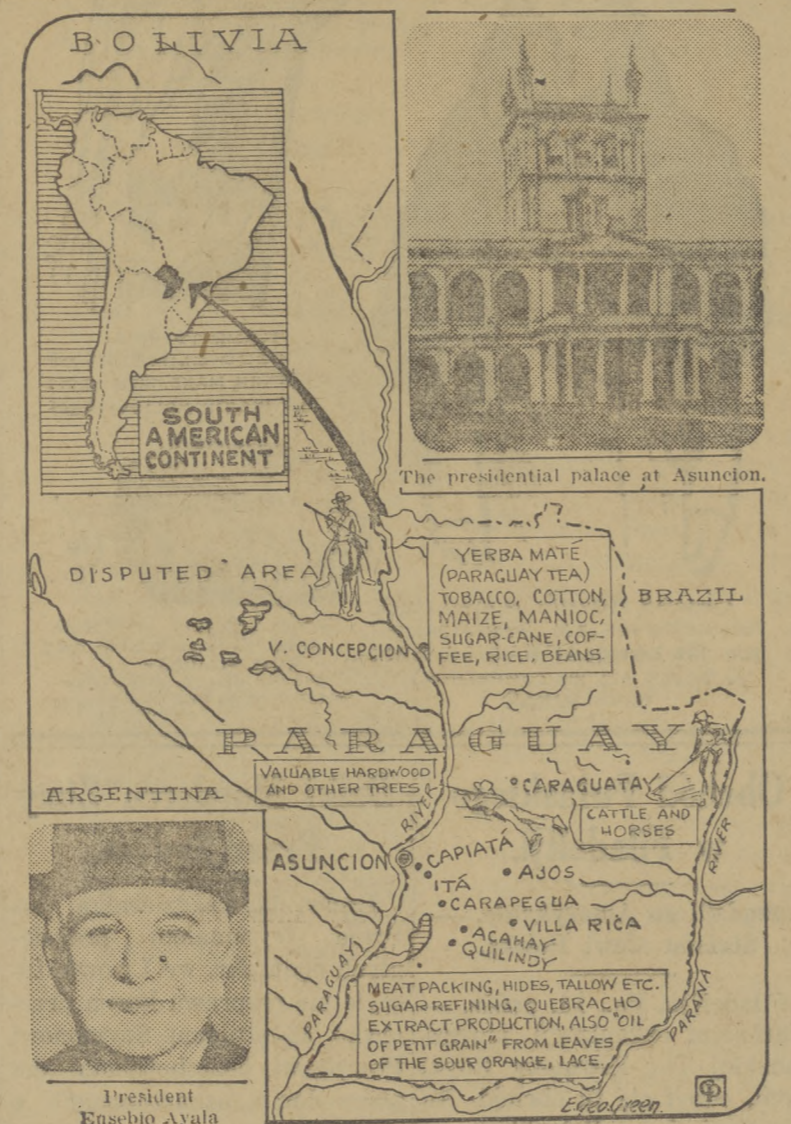 BOLIVIA
SOUTH
AMERICAN
CONTINENT
The presidential palace at Asuncion.
DISPUTED AREA
YERBA MATÉ
(PARAGUAY TEA)
TOBACCO, COTTON,
MAIZE, MANIOC,
SUGAR-CANE, COF-
FEE, RICE. BEANS.
BRAZIL
V. CONCEPCION
PARAGUAY
VALUABLE HARDWOOD
AND OTHER TREES
CARAGUATAY
ARGENTINA
CATTLE AND
HORSES
RIVER
RIVER
ASUNCION
CAPIATÁ
ITÁ
AJOS
CARAPEGUA
VILLA RICA
ACAHAY
QUILINDY
PARAGUAY
PARANA
MEAT PACKING, HIDES, TALLOW ETC.
SUGAR REFINING, QUEBRACHO
EXTRACT PRODUCTION, ALSO "OIL
OF PETIT GRAIN" FROM LEAVES
OF THE SOUR ORANGE, LACE.
E. Geo. Green.
CP
President
Eusebio Ayala